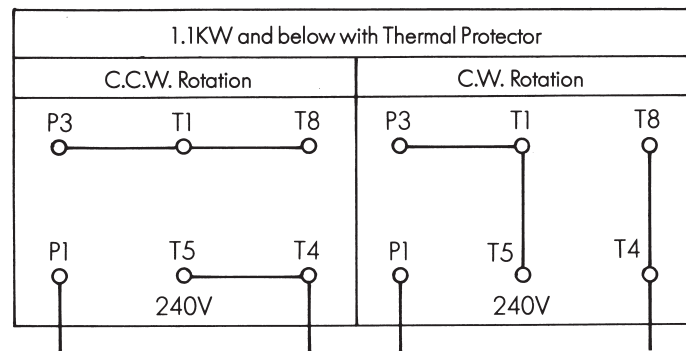 1.1KW and below with Thermal Protector
C.C.W. Rotation C.W. Rotation
P3 T1 T8 P3 T1 T8
P1 T5 T4 P1 T5 T4
240V 240V